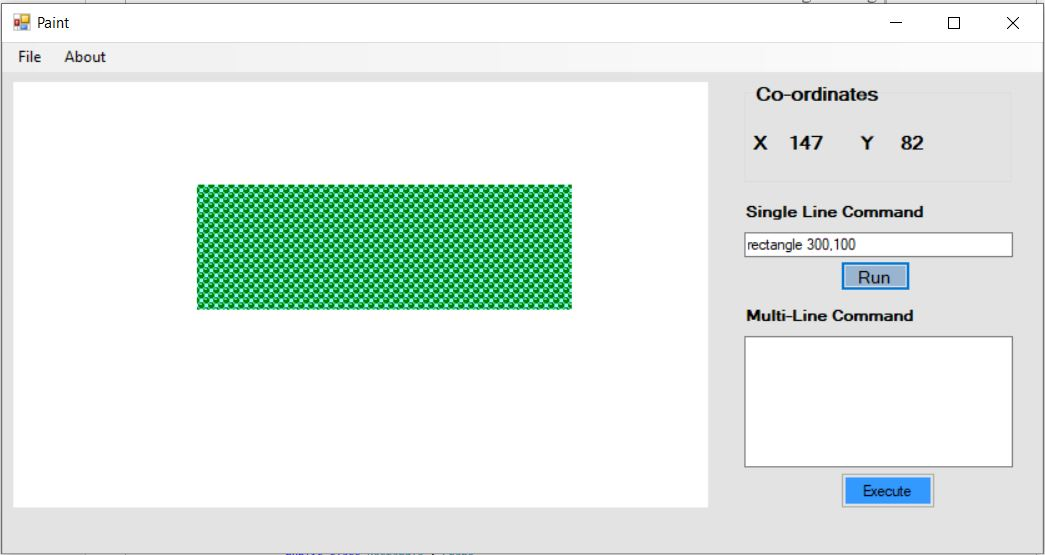 Paint
File About
Co-ordinates
X 147 Y 82
Single Line Command
rectangle 300,100
Run
Multi-Line Command
Execute